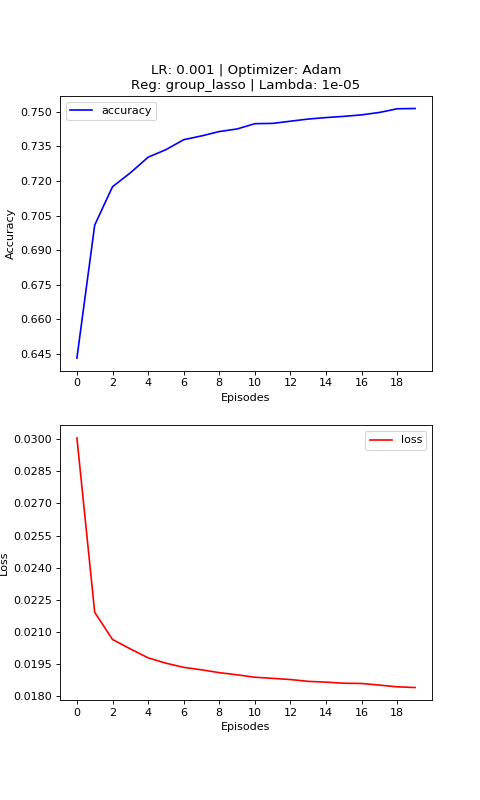 LR: 0.001 | Optimizer: Adam
Reg: group_lasso | Lambda: 1e-05
accuracy
0.750
0.735
0.720
0.705
0.690
0.675
0.660
0.645
Accuracy
0 2 4 6 8 10 12 14 16 18
Episodes
loss
0.0300
0.0285
0.0270
0.0255
0.0240
0.0225
0.0210
0.0195
0.0180
Loss
0 2 4 6 8 10 12 14 16 18
Episodes